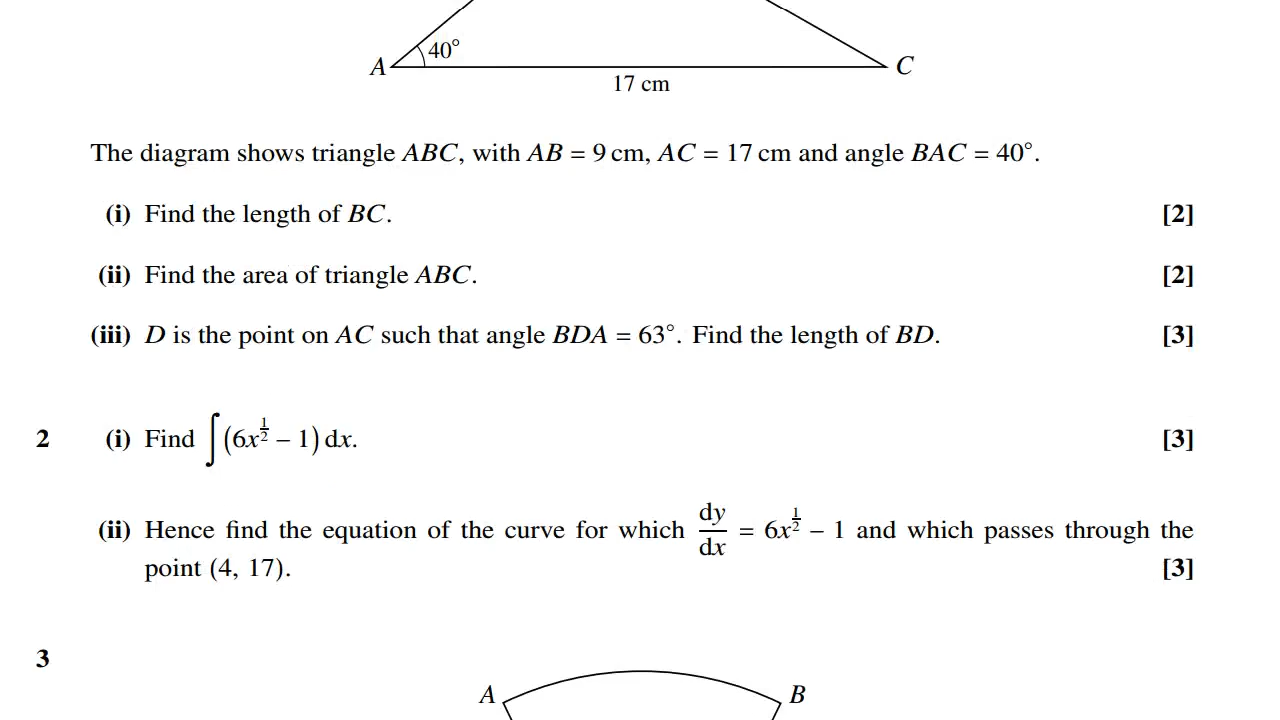 40°
A
C
17 cm
The diagram shows triangle ABC, with AB = 9 cm, AC = 17 cm and angle BAC = 40°.
(i) Find the length of BC. [2]
(ii) Find the area of triangle ABC. [2]
(iii) D is the point on AC such that angle BDA = 63°. Find the length of BD. [3]
2 (i) Find ∫(6x^{1/2} − 1) dx. [3]
(ii) Hence find the equation of the curve for which dy/dx = 6x^{1/2} − 1 and which passes through the
point (4, 17). [3]
3
A
B